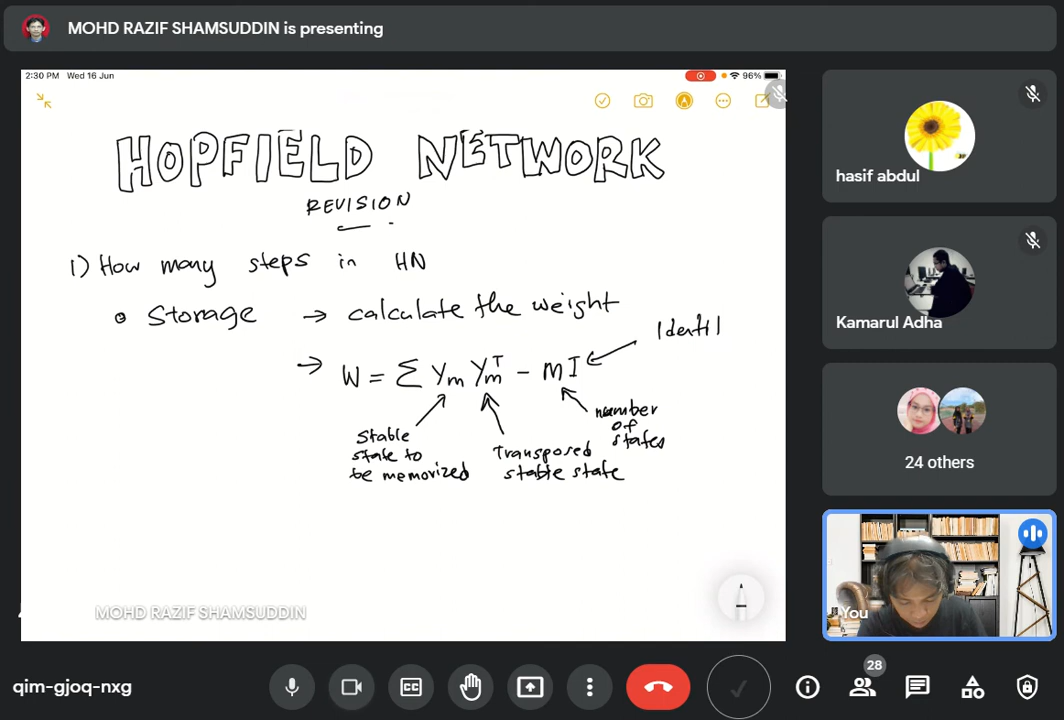 MOHD RAZIF SHAMSUDDIN is presenting
2:30 PM Wed 16 Jun
96%
HOPFIELD NETWORK
REVISION
1) How many steps in HN
Storage → calculate the weight
Identi
→ W = Σ Ym YmT - MI
number
of
states
Stable
state to
be memorized
Transposed
stable state
MOHD RAZIF SHAMSUDDIN
hasif abdul
Kamarul Adha
24 others
You
qim-gjoq-nxg
CC
28